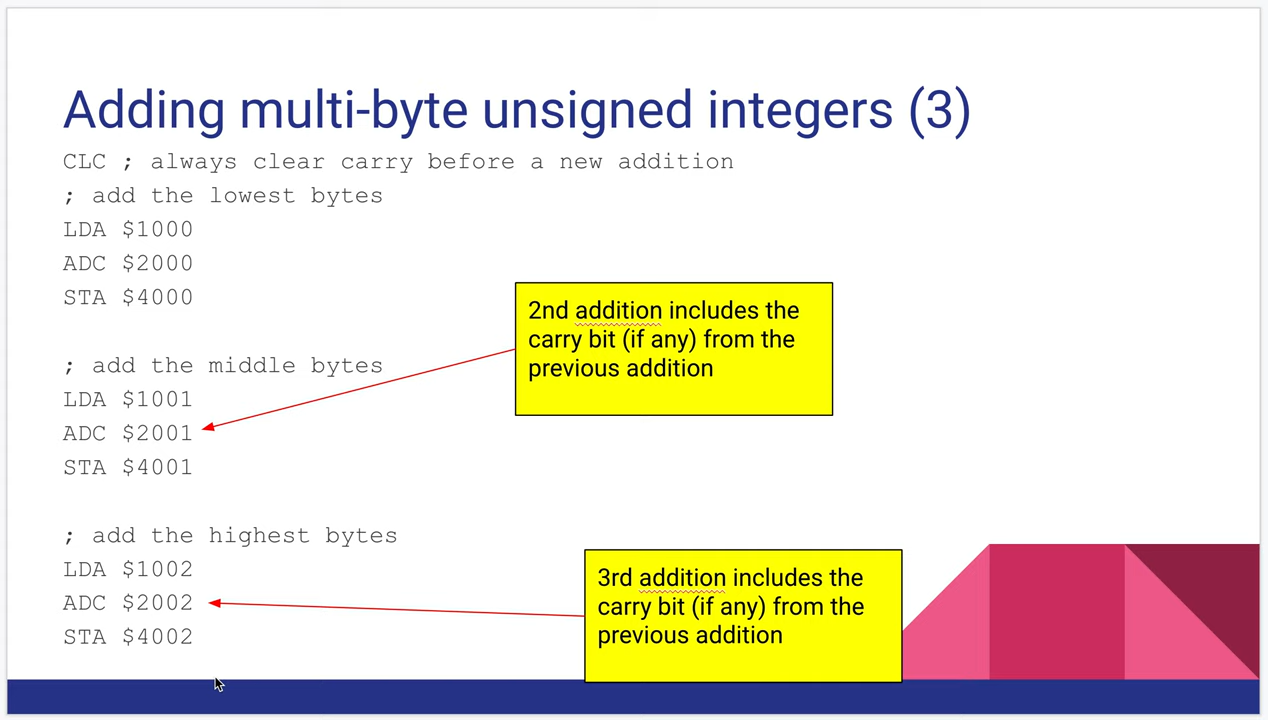 Adding multi-byte unsigned integers (3)
CLC ; always clear carry before a new addition
; add the lowest bytes
LDA $1000
ADC $2000
STA $4000
2nd addition includes the
carry bit (if any) from the
previous addition
; add the middle bytes
LDA $1001
ADC $2001
STA $4001
; add the highest bytes
LDA $1002
ADC $2002
STA $4002
3rd addition includes the
carry bit (if any) from the
previous addition